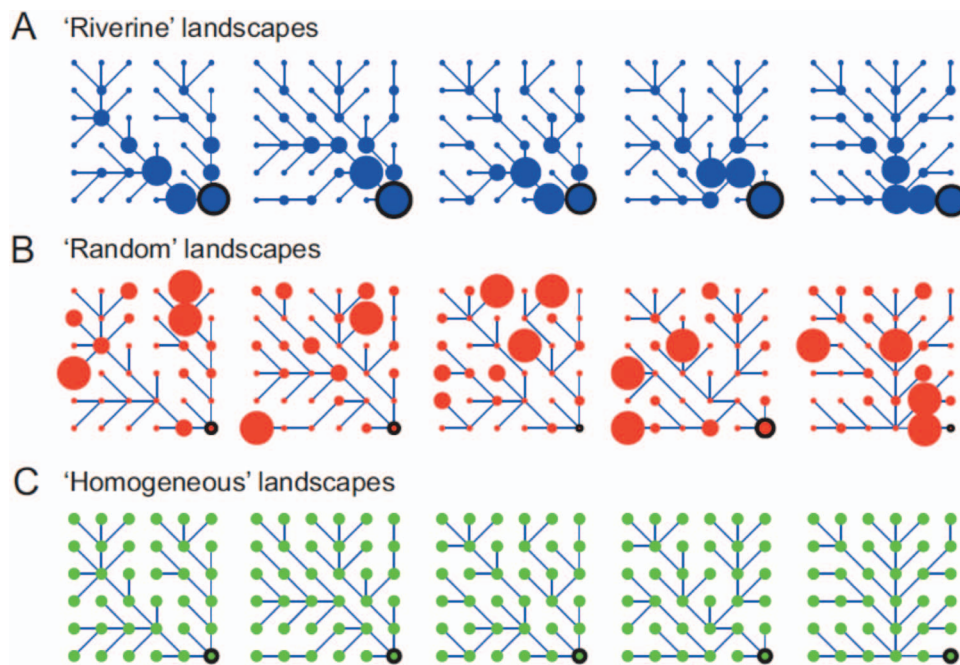 A ‘Riverine’ landscapes
B ‘Random’ landscapes
C ‘Homogeneous’ landscapes